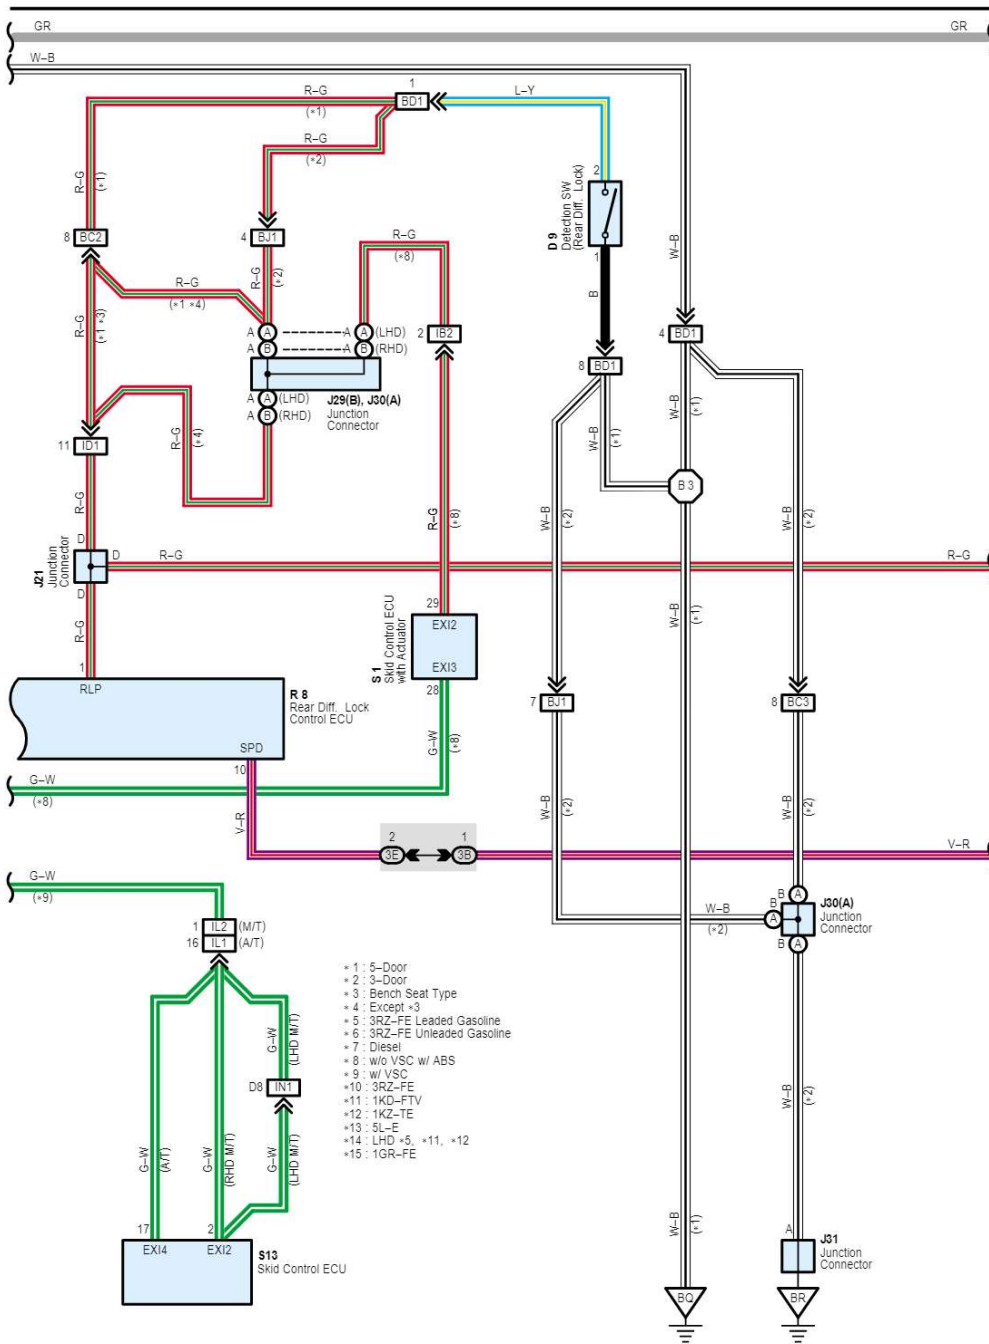 GR
GR
W–B
R–G
(∗1)
1
BD1
L–Y
R–G
(∗2)
R–G
(∗1)
2
D 9
Detection SW
(Rear Diff. Lock)
1
8
BC2
4
BJ1
R–G
(∗8)
R–G
(∗2)
W–B
R–G
(∗1 ∗4)
R–G
(∗1 ∗3)
B
A
A
A
A
(LHD)
A
B
A
B
(RHD)
2
IB2
4
BD1
8
BD1
A
A
(LHD)
A
B
(RHD)
J29(B), J30(A)
Junction
Connector
W–B
(∗1)
W–B
(∗1)
R–G
(∗4)
11
ID1
B 3
R–G
R–G
(∗8)
W–B
(∗2)
W–B
(∗2)
D
D
R–G
R–G
J21
Junction
Connector
D
R–G
29
EXI2
EXI3
28
S 1
Skid Control ECU
with Actuator
W–B
(∗1)
1
RLP
R 8
Rear Diff. Lock
Control ECU
SPD
10
7
BJ1
8
BC3
G–W
(∗8)
G–W
(∗8)
V–R
W–B
(∗2)
W–B
(∗2)
2
3E
1
3B
V–R
G–W
(∗9)
1
IL2
(M/T)
16
IL1
(A/T)
W–B
(∗2)
B
A
B
A
B
A
J30(A)
Junction
Connector
∗ 1 : 5–Door
∗ 2 : 3–Door
∗ 3 : Bench Seat Type
∗ 4 : Except ∗3
∗ 5 : 3RZ–FE Leaded Gasoline
∗ 6 : 3RZ–FE Unleaded Gasoline
∗ 7 : Diesel
∗ 8 : w/o VSC w/ ABS
∗ 9 : w/ VSC
∗10 : 3RZ–FE
∗11 : 1KD–FTV
∗12 : 1KZ–TE
∗13 : 5L–E
∗14 : LHD ∗5, ∗11, ∗12
∗15 : 1GR–FE
G–W
(LHD M/T)
D8
IN1
G–W
(A/T)
G–W
(RHD M/T)
G–W
(LHD M/T)
W–B
(∗2)
W–B
(∗1)
17
EXI4
2
EXI2
S13
Skid Control ECU
A
J31
Junction
Connector
BQ
BR